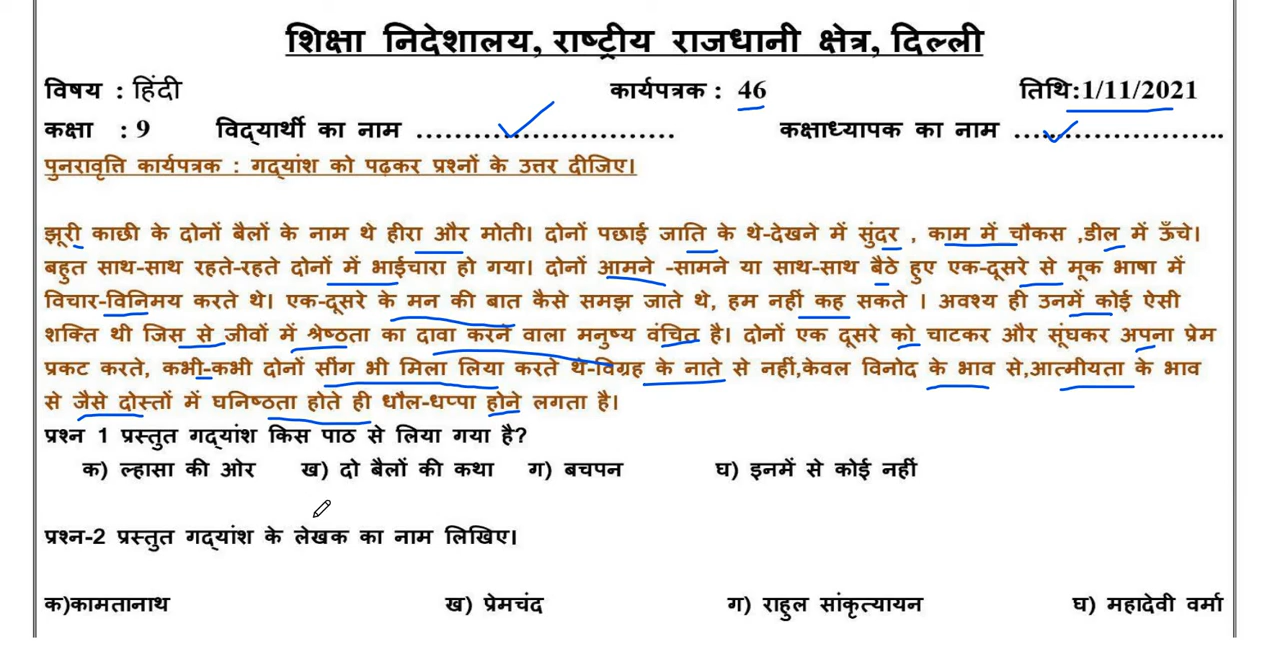 शिक्षा निदेशालय, राष्ट्रीय राजधानी क्षेत्र, दिल्ली
विषय : हिंदी कार्यपत्रक : 46 तिथि:1/11/2021
कक्षा : 9 विद्यार्थी का नाम ........................... कक्षाध्यापक का नाम ......................
पुनरावृत्ति कार्यपत्रक : गद्यांश को पढ़कर प्रश्नों के उत्तर दीजिए।
झूरी काछी के दोनों बैलों के नाम थे हीरा और मोती। दोनों पछाई जाति के थे-देखने में सुंदर , काम में चौकस ,डील में ऊँचे।
बहुत साथ-साथ रहते-रहते दोनों में भाईचारा हो गया। दोनों आमने -सामने या साथ-साथ बैठे हुए एक-दूसरे से मूक भाषा में
विचार-विनिमय करते थे। एक-दूसरे के मन की बात कैसे समझ जाते थे, हम नहीं कह सकते । अवश्य ही उनमें कोई ऐसी
शक्ति थी जिस से जीवों में श्रेष्ठता का दावा करने वाला मनुष्य वंचित है। दोनों एक दूसरे को चाटकर और सूंघकर अपना प्रेम
प्रकट करते, कभी-कभी दोनों सींग भी मिला लिया करते थे-विग्रह के नाते से नहीं,केवल विनोद के भाव से,आत्मीयता के भाव
से जैसे दोस्तों में घनिष्ठता होते ही धौल-धप्पा होने लगता है।
प्रश्न 1 प्रस्तुत गद्यांश किस पाठ से लिया गया है?
क) ल्हासा की ओर ख) दो बैलों की कथा ग) बचपन घ) इनमें से कोई नहीं
प्रश्न-2 प्रस्तुत गद्यांश के लेखक का नाम लिखिए।
क)कामतानाथ ख) प्रेमचंद ग) राहुल सांकृत्यायन घ) महादेवी वर्मा